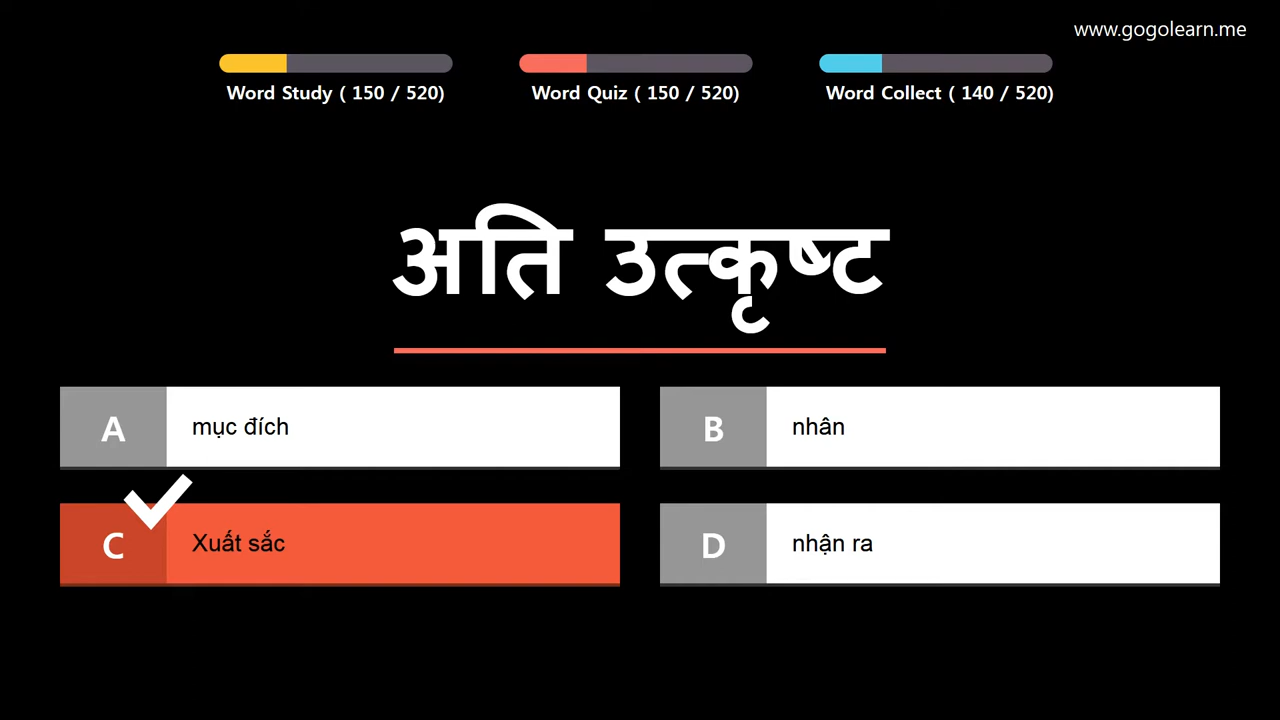 www.gogolearn.me
Word Study ( 150 / 520)
Word Quiz ( 150 / 520)
Word Collect ( 140 / 520)
अति उत्कृष्ट
A mục đích
B nhân
C Xuất sắc
D nhận ra